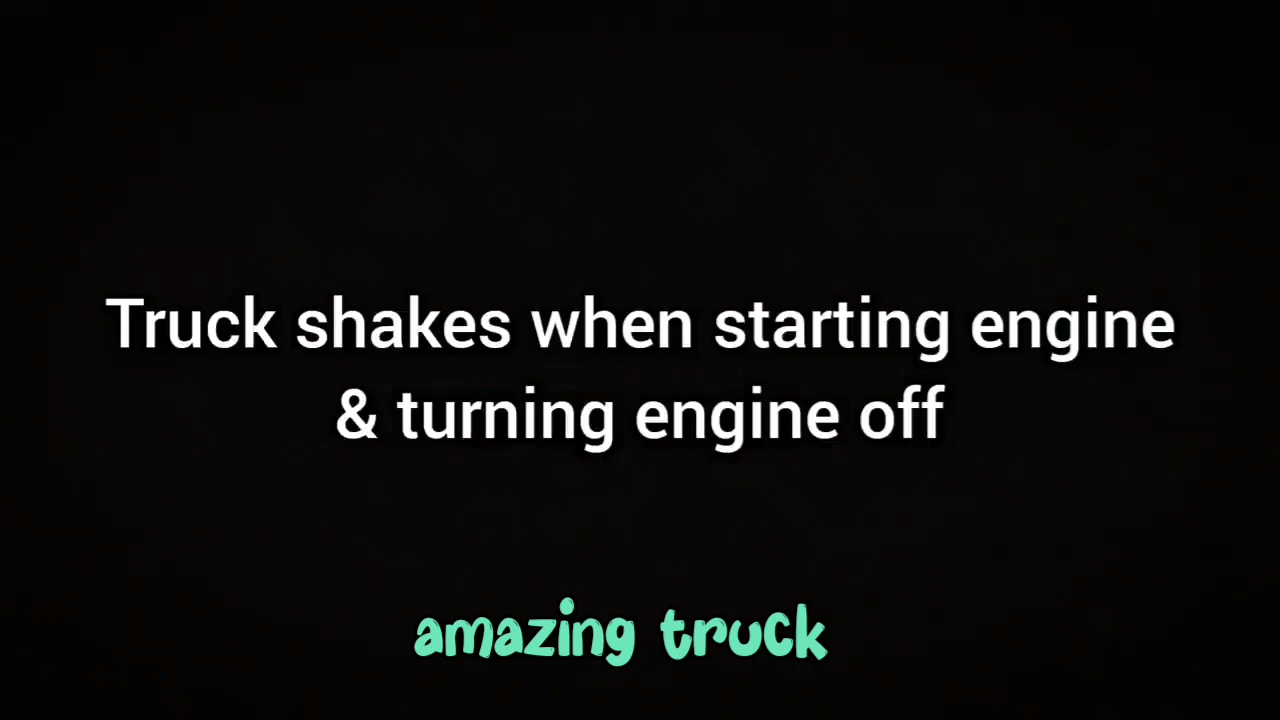 Truck shakes when starting engine
& turning engine off
amazing truck